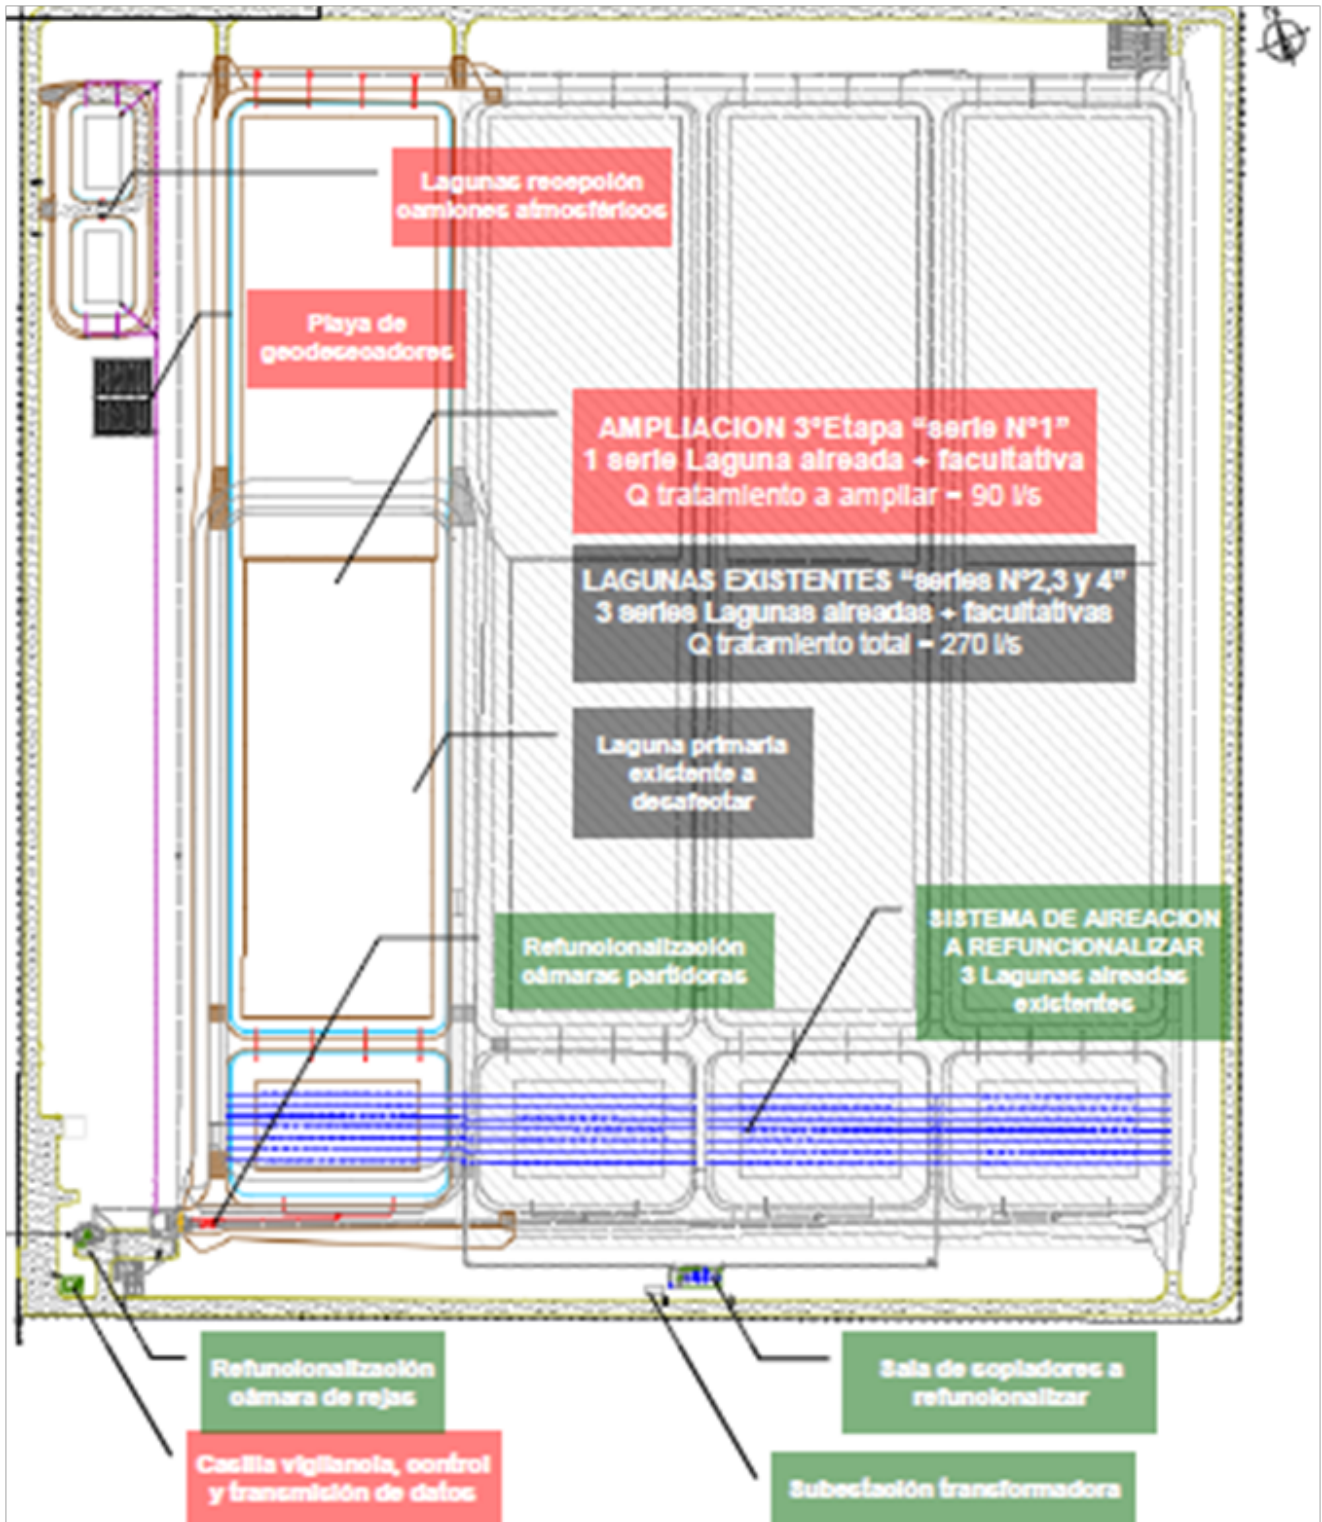 Lagunas recepción
camiones atmosféricos
Playa de
geodesecadores
AMPLIACION 3°Etapa “serie N°1”
1 serie Laguna aireada + facultativa
Q tratamiento a ampliar = 90 l/s
LAGUNAS EXISTENTES “series N°2,3 y 4”
3 series Lagunas aireadas + facultativas
Q tratamiento total = 270 l/s
Laguna primaria
existente a
desafectar
SISTEMA DE AIREACION
A REFUNCIONALIZAR
3 Lagunas aireadas
existentes
Refuncionalización
cámaras partidoras
Refuncionalización
cámara de rejas
Sala de sopladores a
refuncionalizar
Casilla vigilancia, control
y transmisión de datos
Subestación transformadora